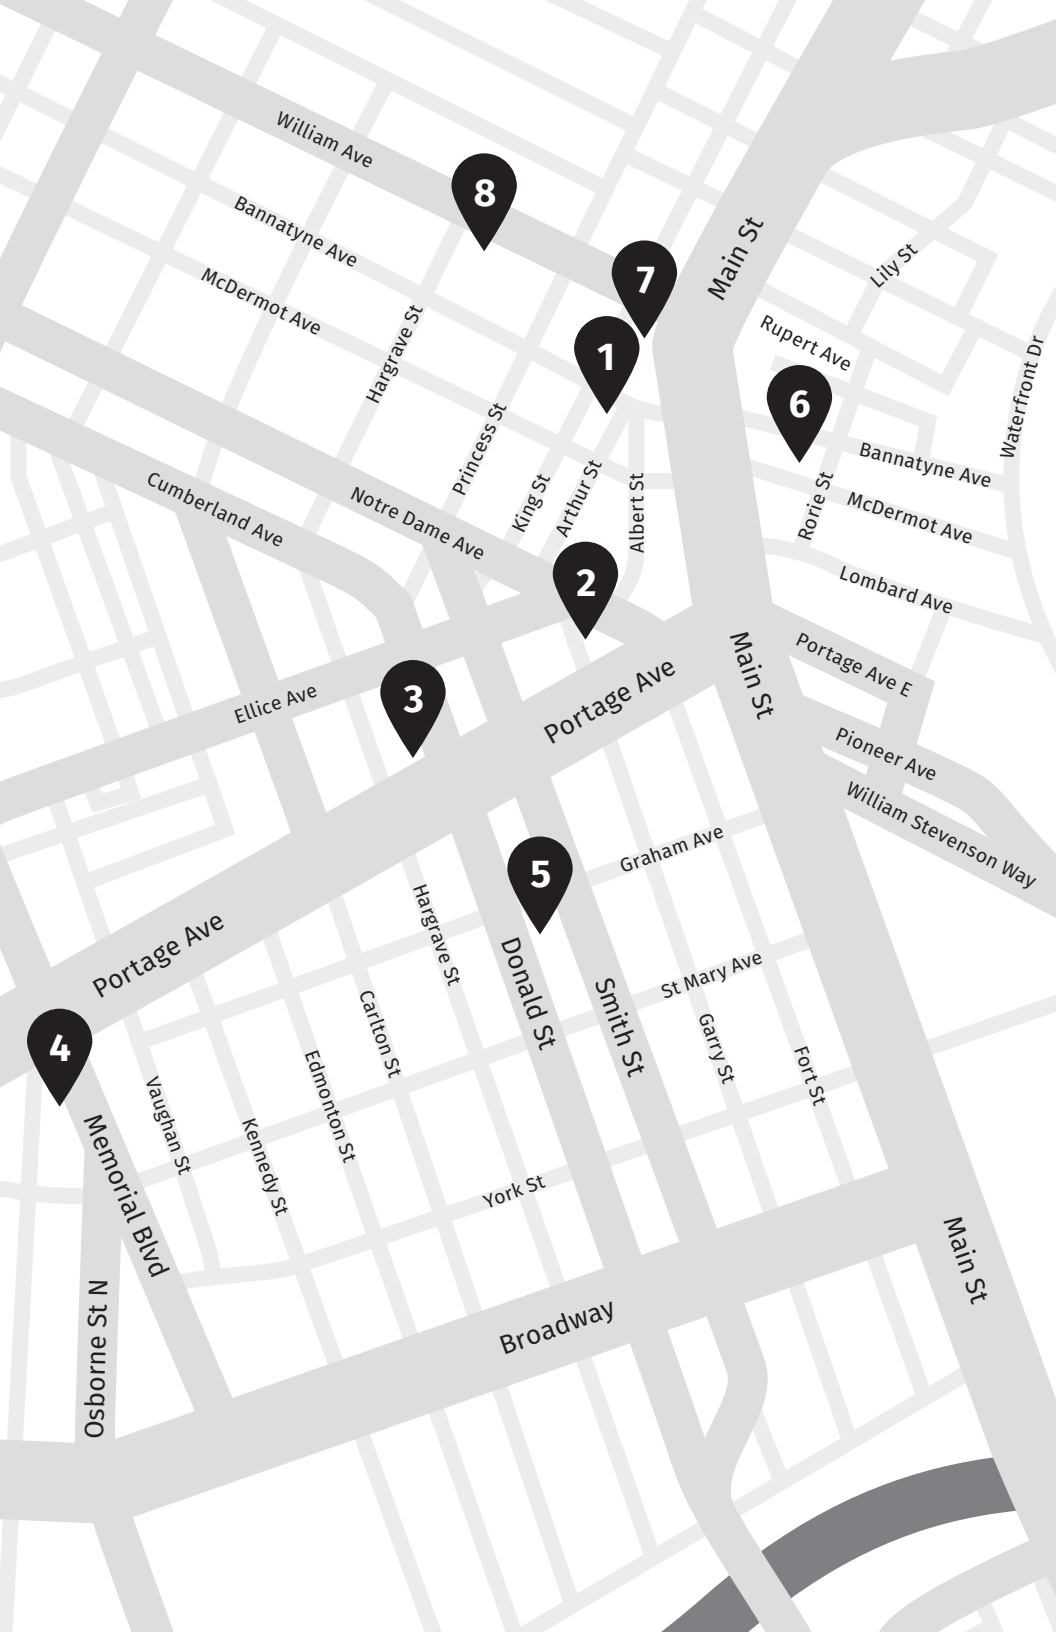 William Ave
8
Bannatyne Ave
Main St
Lily St
7
McDermot Ave
Hargrave St
Rupert Ave
1
Waterfront Dr
6
Princess St
Bannatyne Ave
King St
Arthur St
Albert St
Rorie St
McDermot Ave
Cumberland Ave
Notre Dame Ave
2
Lombard Ave
Portage Ave E
Main St
3
Ellice Ave
Portage Ave
Pioneer Ave
William Stevenson Way
Graham Ave
5
Hargrave St
Portage Ave
Donald St
St Mary Ave
Smith St
4
Carlton St
Garry St
Fort St
Edmonton St
Vaughan St
Kennedy St
Memorial Blvd
York St
Main St
Osborne St N
Broadway